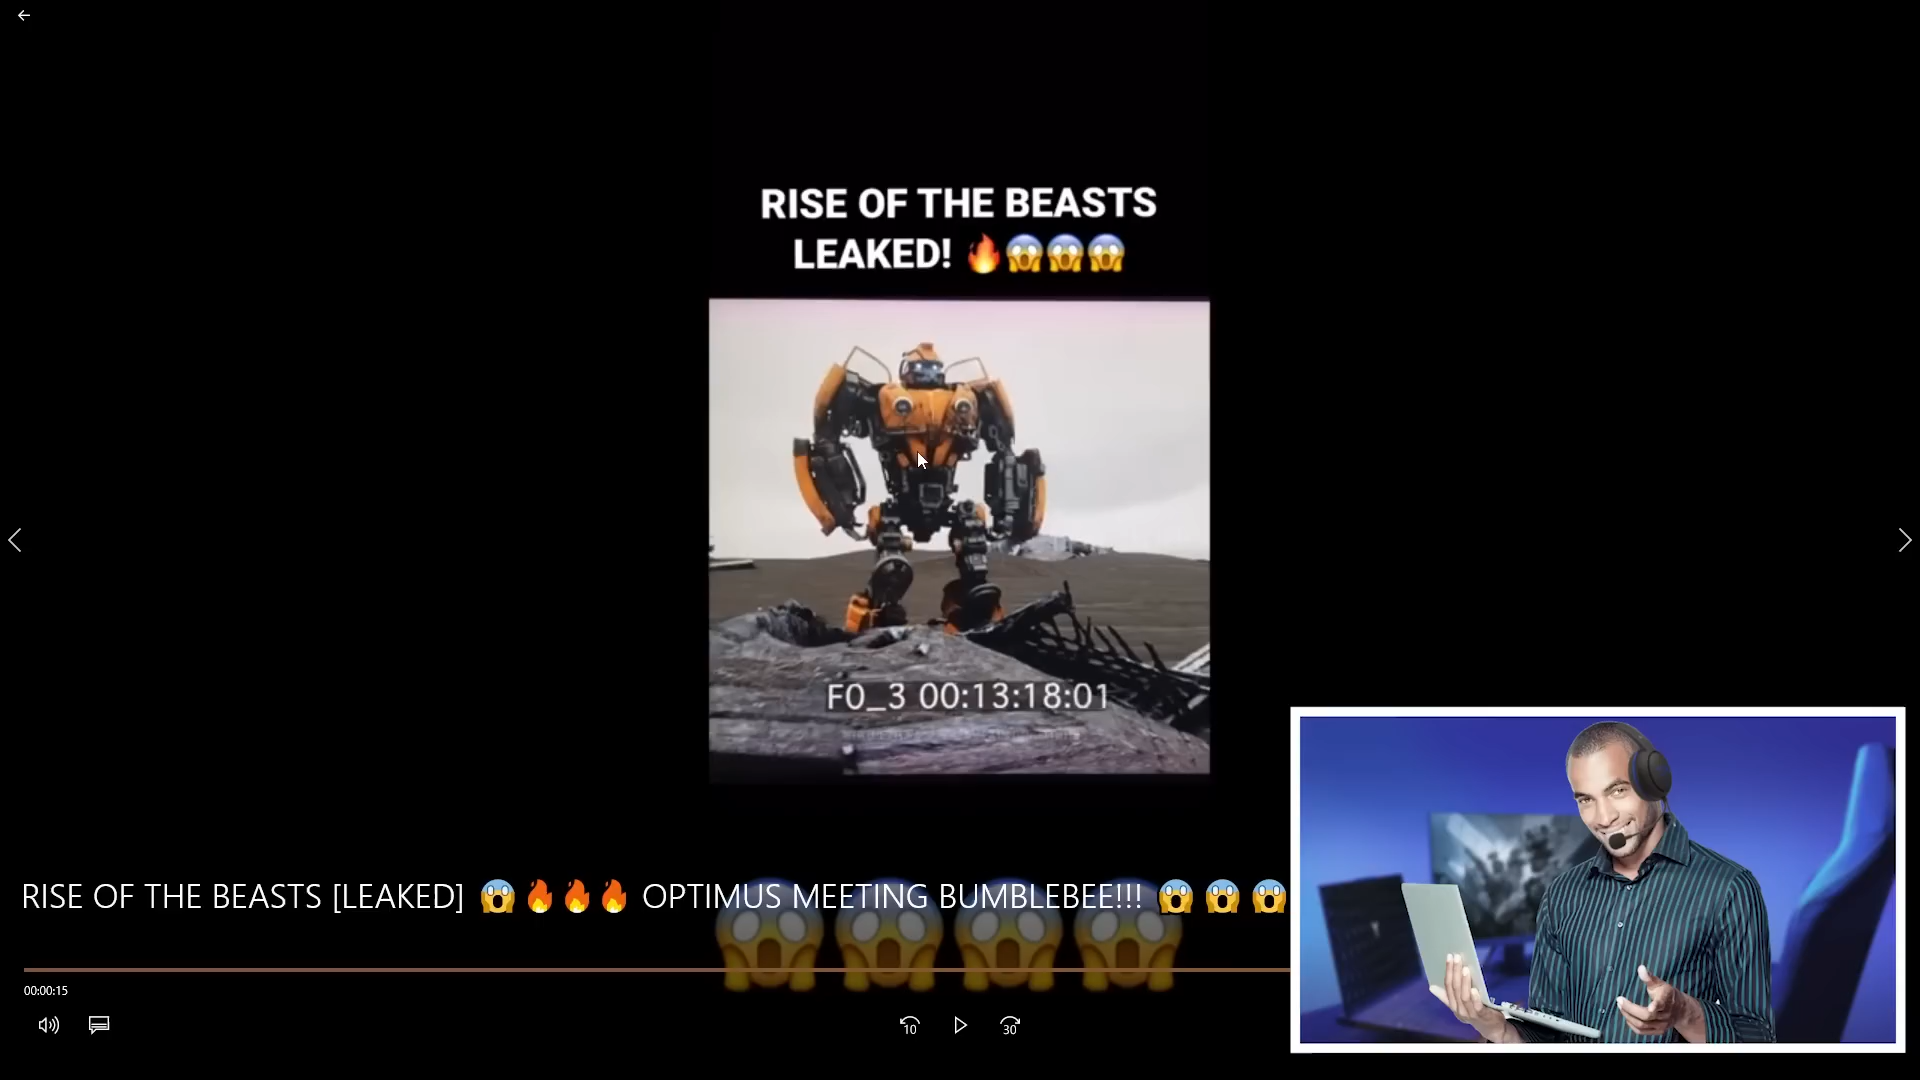 RISE OF THE BEASTS
LEAKED! 🔥😱😱😱
F0_3 00:13:18:01
RISE OF THE BEASTS [LEAKED] 😱🔥🔥🔥 OPTIMUS MEETING BUMBLEBEE!!! 😱😱😱
😱😱😱😱
00:00:15
10
30